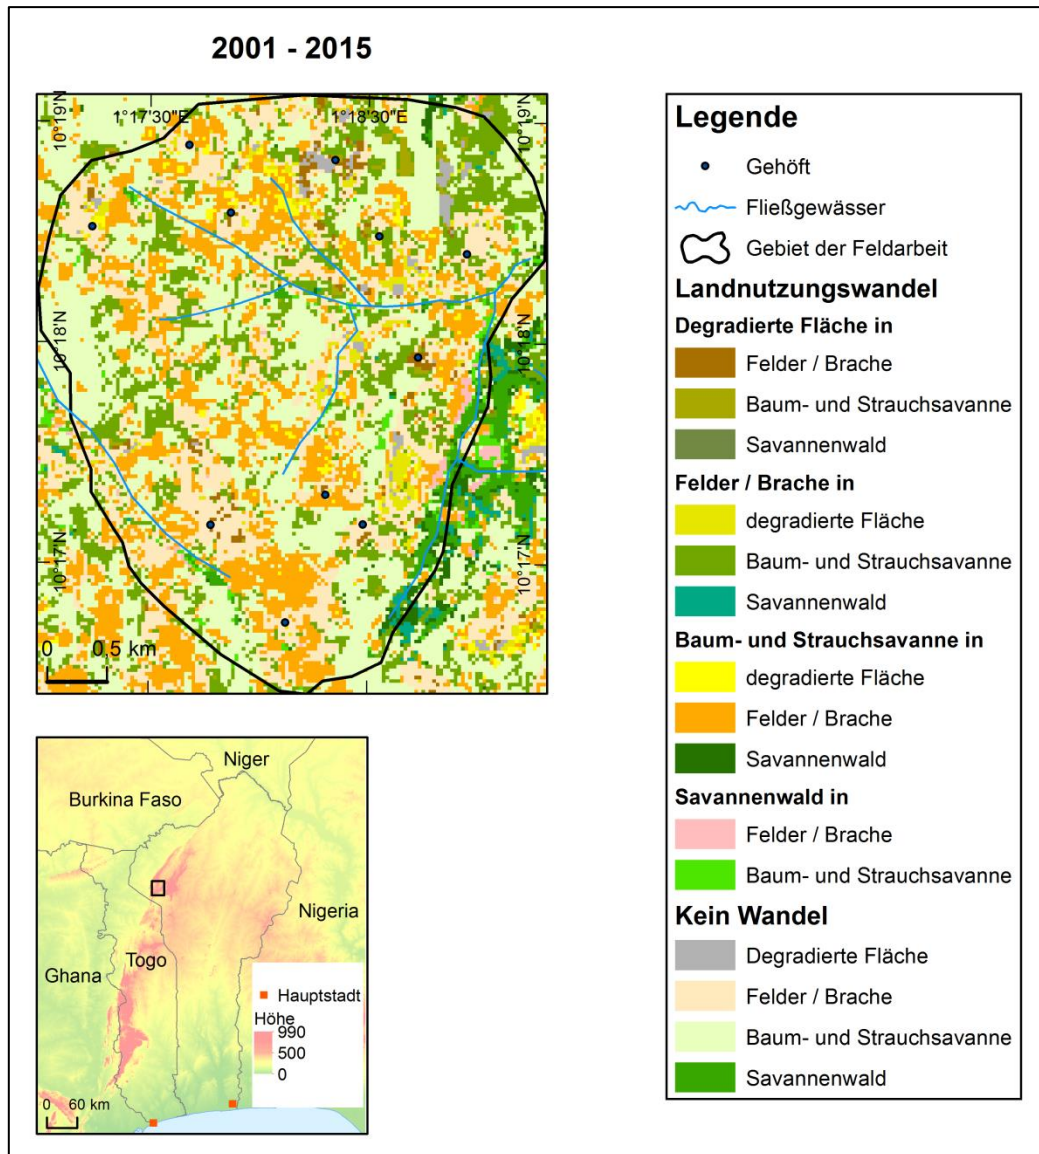 2001 - 2015
1°17'30"E
1°18'30"E
10°19'N
10°19'N
10°18'N
10°18'N
10°17'N
10°17'N
0 0,5 km
Niger
Burkina Faso
Nigeria
Togo
Ghana
Hauptstadt
Höhe
990
500
0
0 60 km
Legende
Gehöft
Fließgewässer
Gebiet der Feldarbeit
Landnutzungswandel
Degradierte Fläche in
Felder / Brache
Baum- und Strauchsavanne
Savannenwald
Felder / Brache in
degradierte Fläche
Baum- und Strauchsavanne
Savannenwald
Baum- und Strauchsavanne in
degradierte Fläche
Felder / Brache
Savannenwald
Savannenwald in
Felder / Brache
Baum- und Strauchsavanne
Kein Wandel
Degradierte Fläche
Felder / Brache
Baum- und Strauchsavanne
Savannenwald